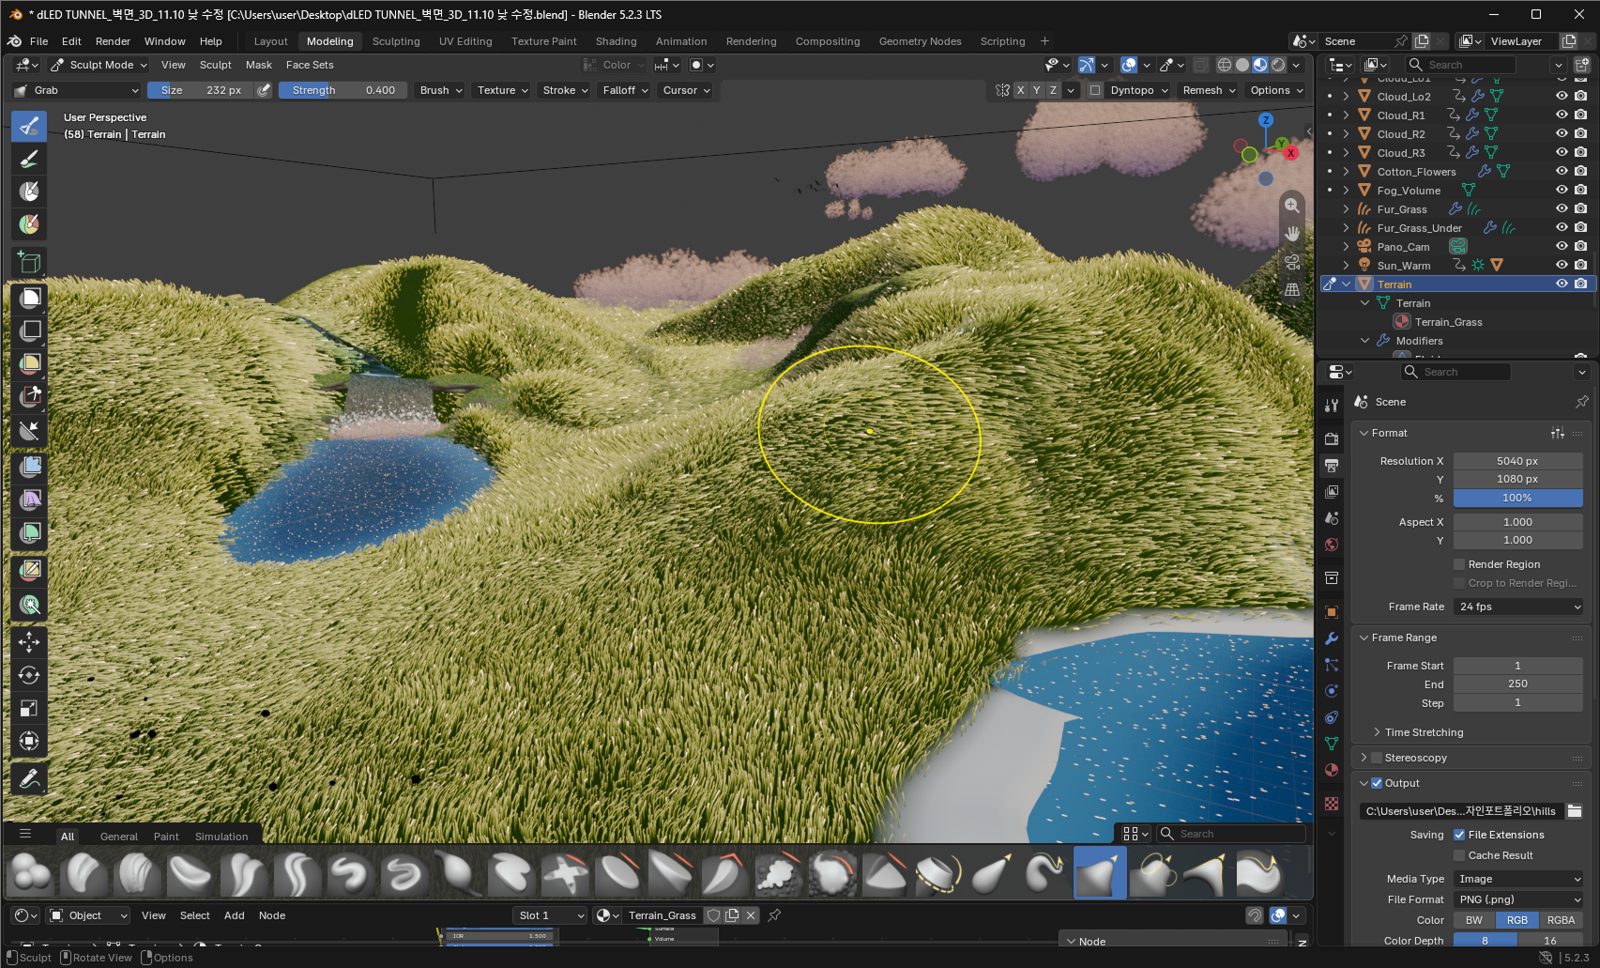 * dLED TUNNEL_벽면_3D_11.10 낮 수정 [C:\Users\user\Desktop\dLED TUNNEL_벽면_3D_11.10 낮 수정.blend] - Blender 5.2.3 LTS
File Edit Render Window Help Layout Modeling Sculpting UV Editing Texture Paint Shading Animation Rendering Compositing Geometry Nodes Scripting + Scene ViewLayer
Sculpt Mode View Sculpt Mask Face Sets Color Search
Grab Size 232 px Strength 0.400 Brush Texture Stroke Falloff Cursor X Y Z Dyntopo Remesh Options
User Perspective
(58) Terrain | Terrain
Z
Y
X
Cloud_Lo2
Cloud_R1
Cloud_R2
Cloud_R3
Cotton_Flowers
Fog_Volume
Fur_Grass
Fur_Grass_Under
Pano_Cam
Sun_Warm
Terrain
Terrain
Terrain_Grass
Modifiers
Search
Scene
Format
Resolution X 5040 px
Y 1080 px
% 100%
Aspect X 1.000
Y 1.000
Render Region
Crop to Render Regi...
Frame Rate 24 fps
Frame Range
Frame Start 1
End 250
Step 1
Time Stretching
Stereoscopy
Output
C:\Users\user\Des...자인포트폴리오\hills
Saving File Extensions
Cache Result
Media Type Image
File Format PNG (.png)
Color BW RGB RGBA
Color Depth 8 16
All General Paint Simulation Search
Object View Select Add Node Slot 1 Terrain_Grass
IOR 1.500
Volume
Node
Sculpt Rotate View Options 5.2.3